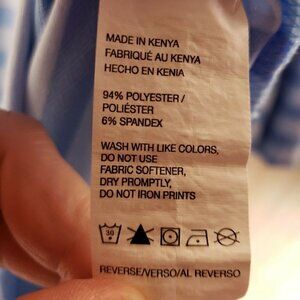 MADE IN KENYA
FABRIQUÉ AU KENYA
HECHO EN KENIA
94% POLYESTER /
POLIÉSTER
6% SPANDEX
WASH WITH LIKE COLORS,
DO NOT USE
FABRIC SOFTENER,
DRY PROMPTLY,
DO NOT IRON PRINTS
30
REVERSE/VERSO/AL REVERSO